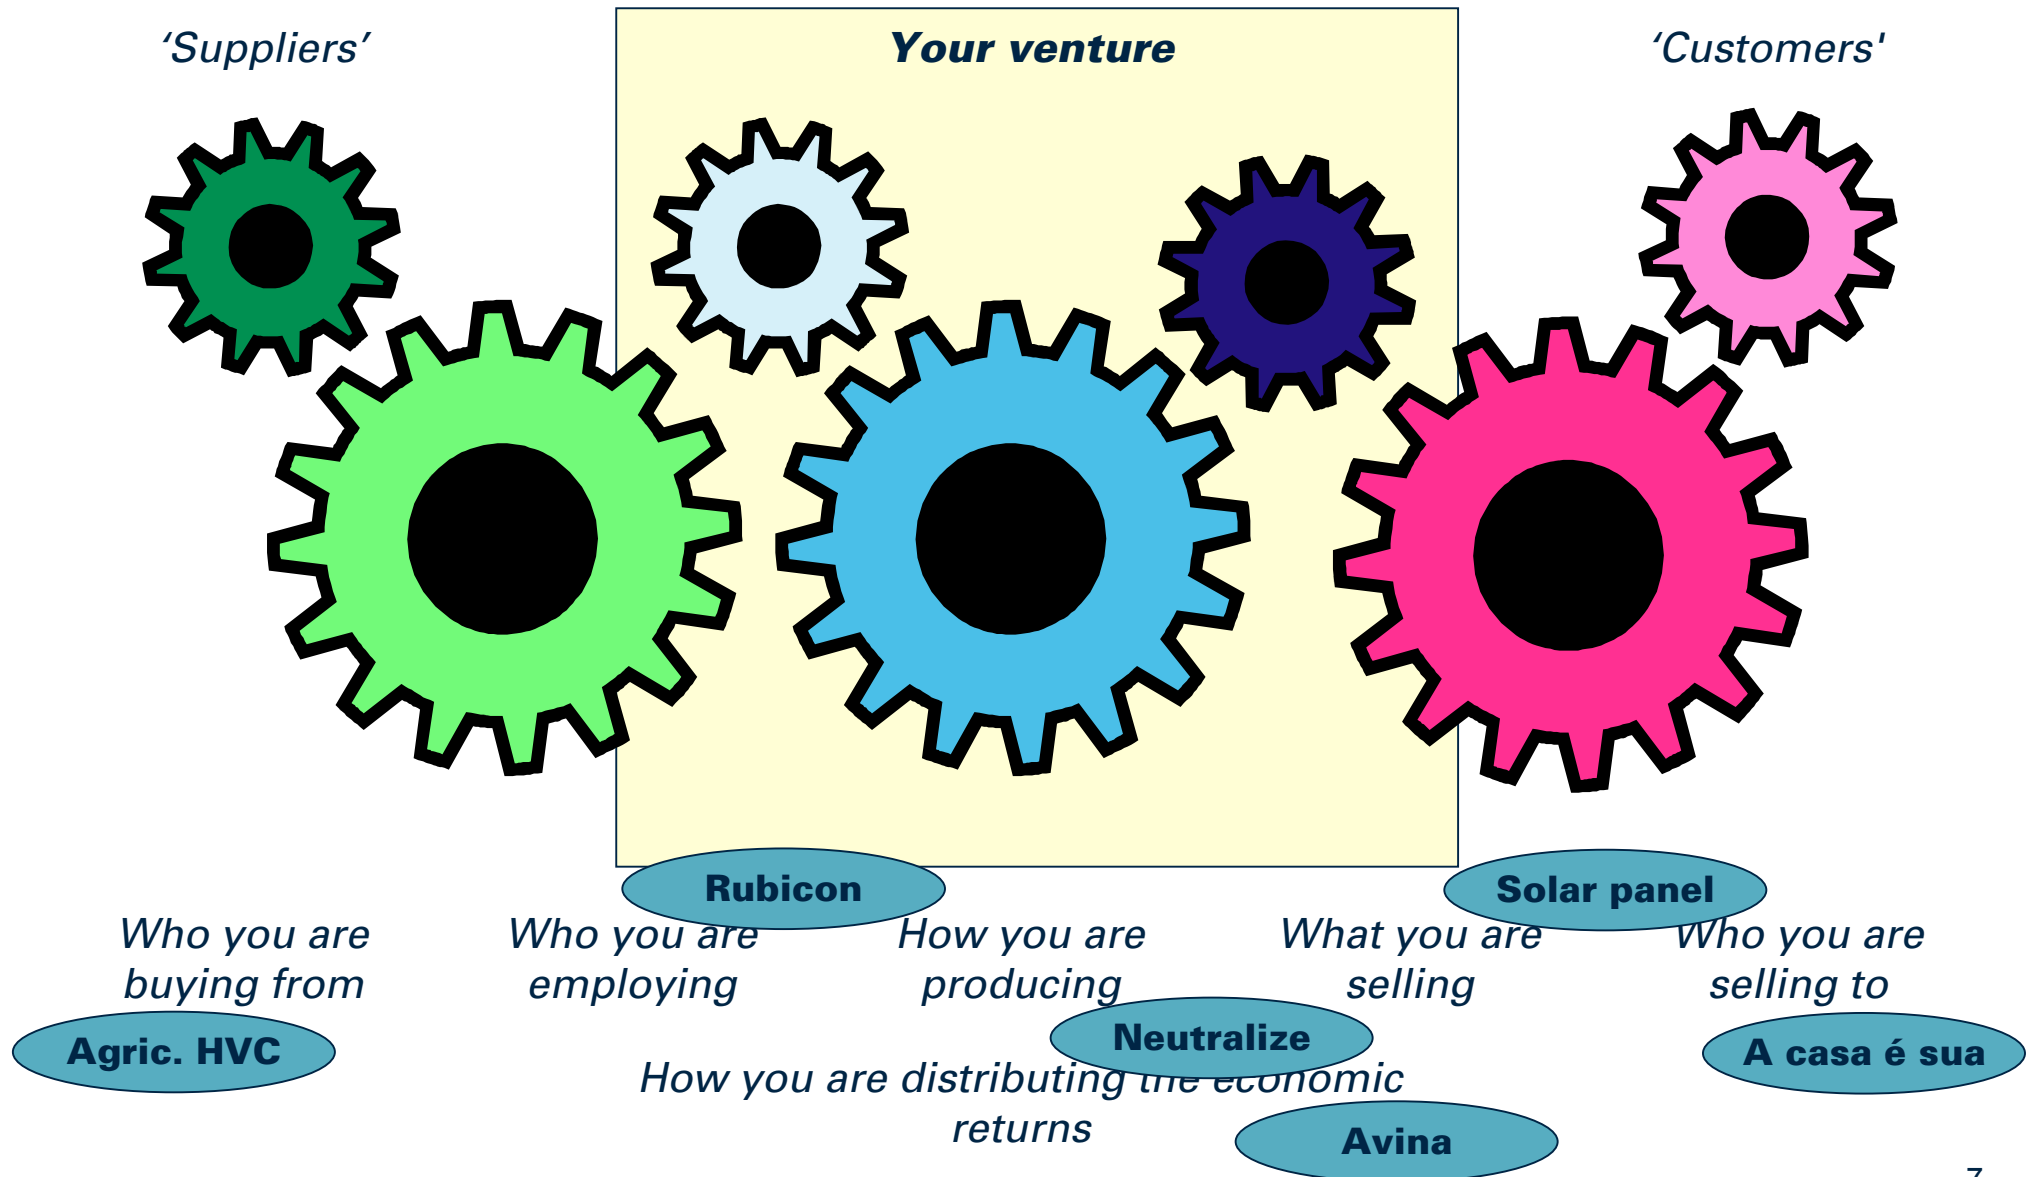 ‘Suppliers’
Your venture
‘Customers'
Rubicon
Solar panel
Who you are
buying from
Who you are
employing
How you are
producing
What you are
selling
Who you are
selling to
Agric. HVC
Neutralize
A casa é sua
How you are distributing the economic
returns
Avina
7